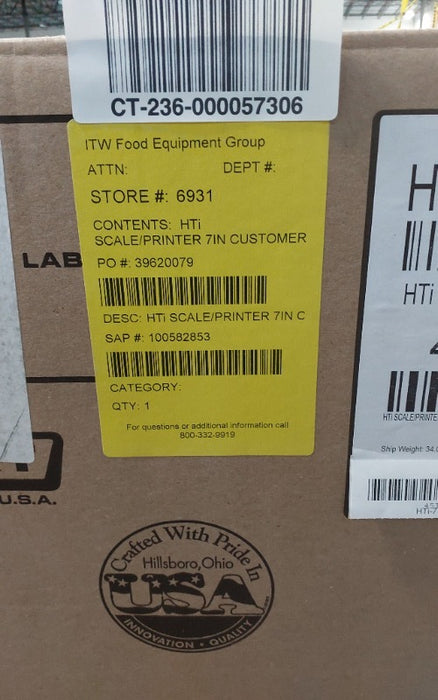 CT-236-000057306
ITW Food Equipment Group
ATTN: DEPT #:
STORE #: 6931
CONTENTS: HTi
SCALE/PRINTER 7IN CUSTOMER
PO #: 39620079
DESC: HTi SCALE/PRINTER 7IN C
SAP #: 100582853
CATEGORY:
QTY: 1
For questions or additional information call
800-332-9919
LAB
U.S.A.
H
HTi
HTI SCALE/PRINTE
Ship Weight: 34.
HTi-7
Crafted With Pride In
Hillsboro, Ohio
USA
INNOVATION • QUALITY